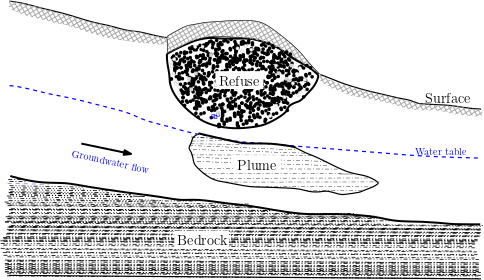 Refuse
Surface
Water table
Groundwater flow
Plume
Bedrock